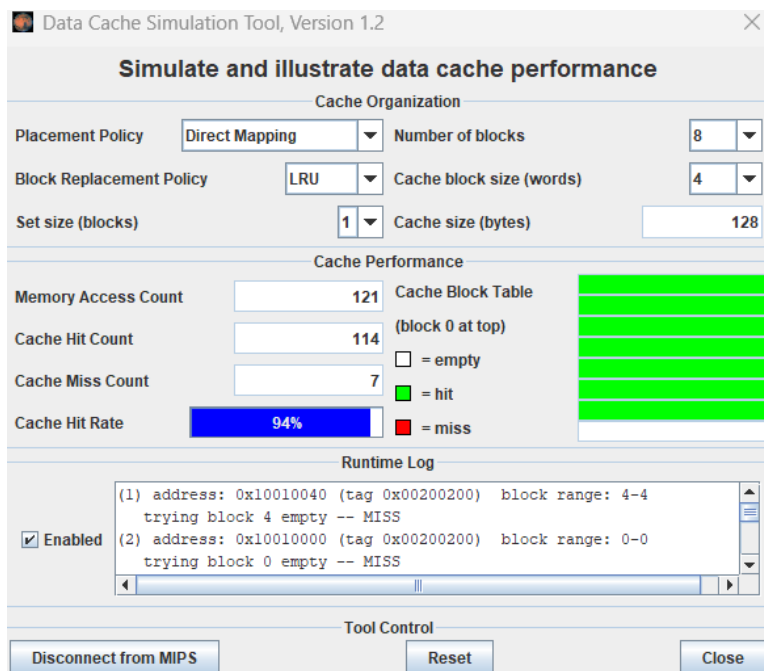 Data Cache Simulation Tool, Version 1.2
Simulate and illustrate data cache performance
Cache Organization
Placement Policy Direct Mapping Number of blocks 8
Block Replacement Policy LRU Cache block size (words) 4
Set size (blocks) 1 Cache size (bytes) 128
Cache Performance
Memory Access Count 121 Cache Block Table
(block 0 at top)
Cache Hit Count 114
= empty
Cache Miss Count 7
= hit
Cache Hit Rate 94%
= miss
Runtime Log
Enabled
(1) address: 0x10010040 (tag 0x00200200) block range: 4-4
trying block 4 empty -- MISS
(2) address: 0x10010000 (tag 0x00200200) block range: 0-0
trying block 0 empty -- MISS
Tool Control
Disconnect from MIPS Reset Close